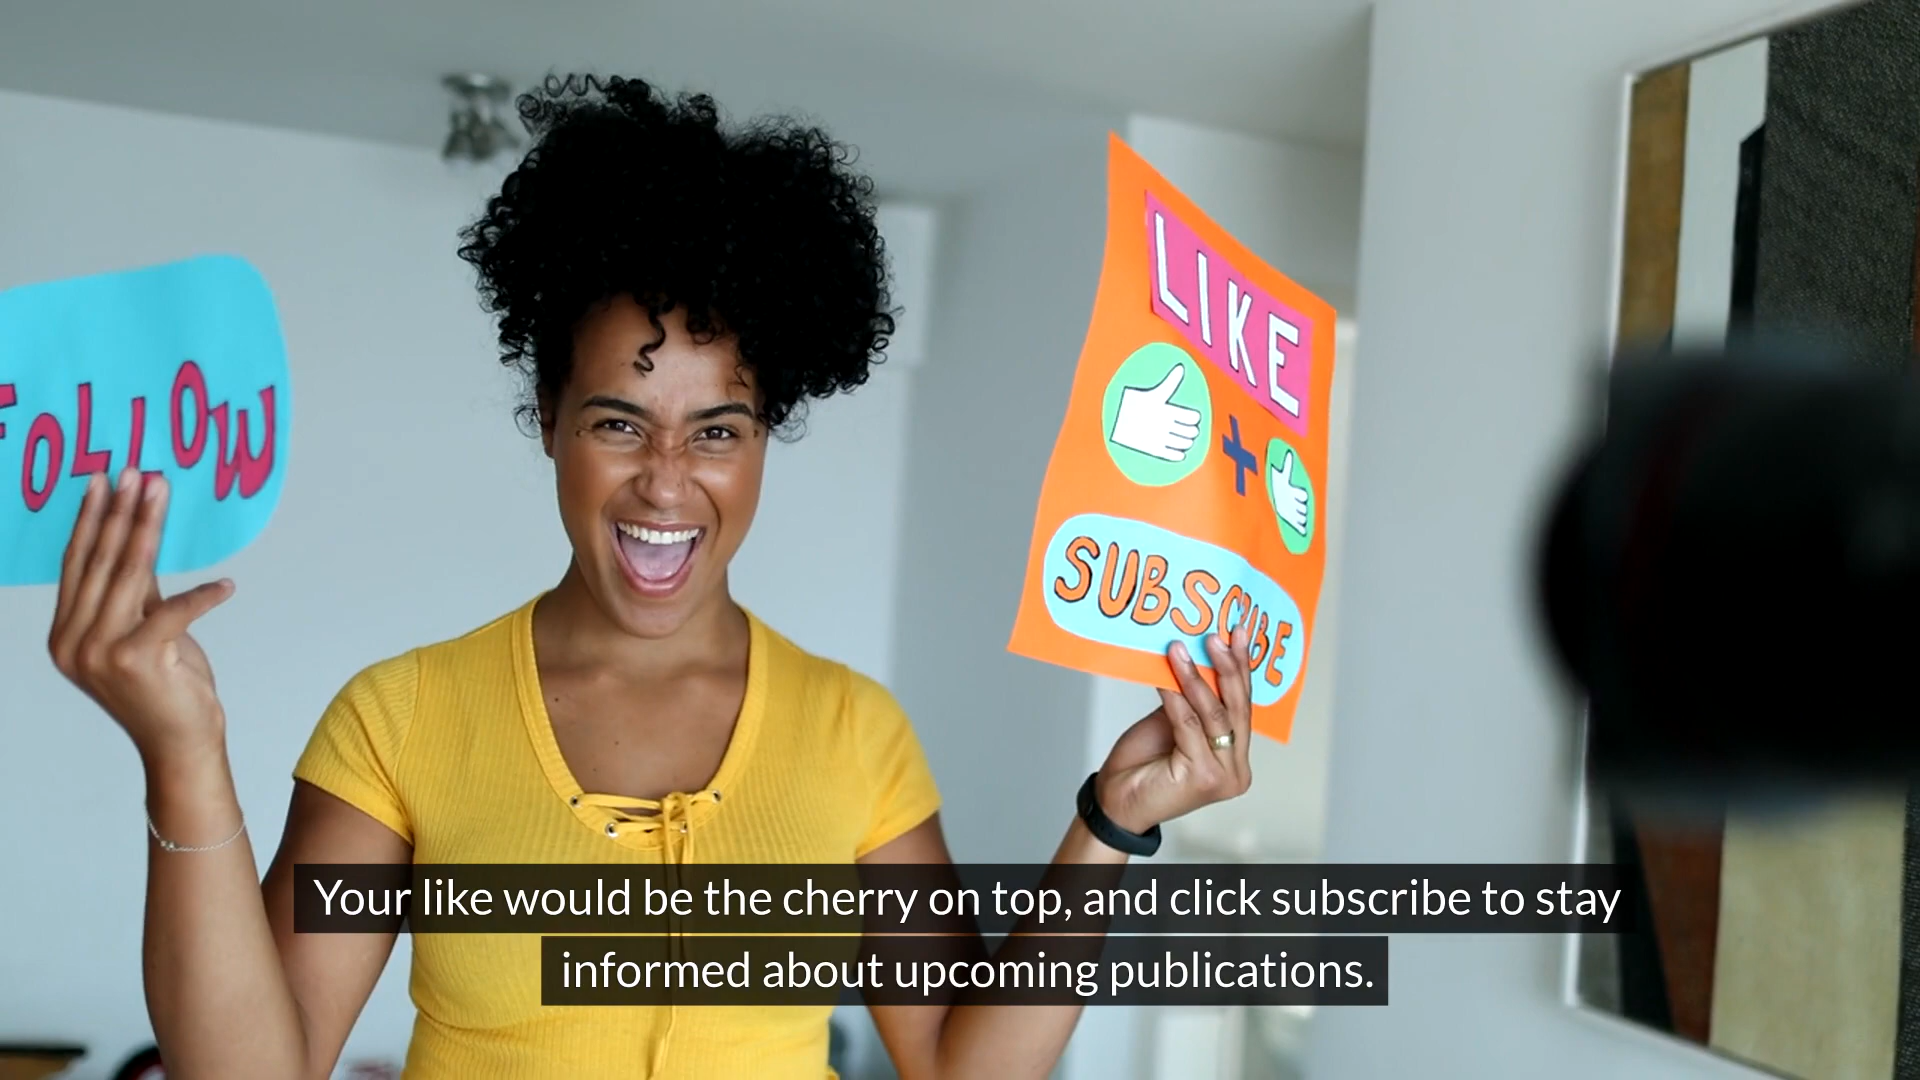 FOLLOW
LIKE
+
SUBSCRIBE
Your like would be the cherry on top, and click subscribe to stay
informed about upcoming publications.